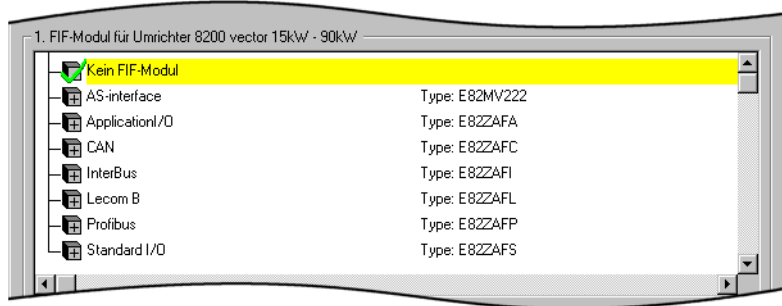 1. FIF-Modul für Umrichter 8200 vector 15kW - 90kW
Kein FIF-Modul
AS-interface Type: E82MV222
ApplicationI/O Type: E82ZAFA
CAN Type: E82ZAFC
InterBus Type: E82ZAFI
Lecom B Type: E82ZAFL
Profibus Type: E82ZAFP
Standard I/O Type: E82ZAFS